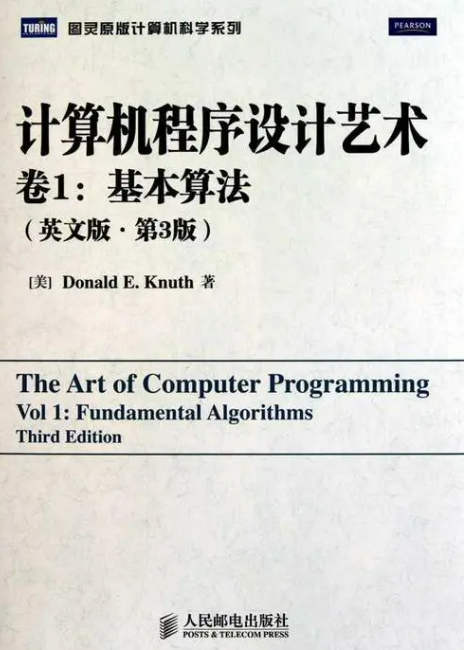 TURING 图灵原版计算机科学系列 PEARSON
计算机程序设计艺术
卷1：基本算法
（英文版·第3版）
[美] Donald E. Knuth 著
The Art of Computer Programming
Vol 1: Fundamental Algorithms
Third Edition
人民邮电出版社
POSTS & TELECOM PRESS